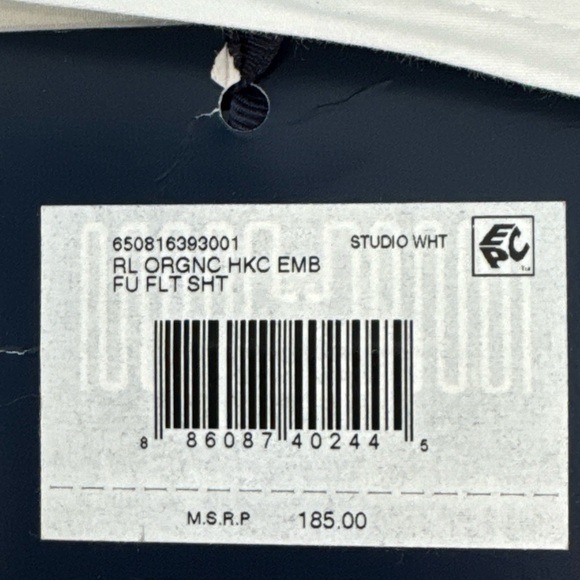 650816393001 STUDIO WHT EPC
RL ORGNC HKC EMB
FU FLT SHT
8 86087 40244 5
M.S.R.P 185.00